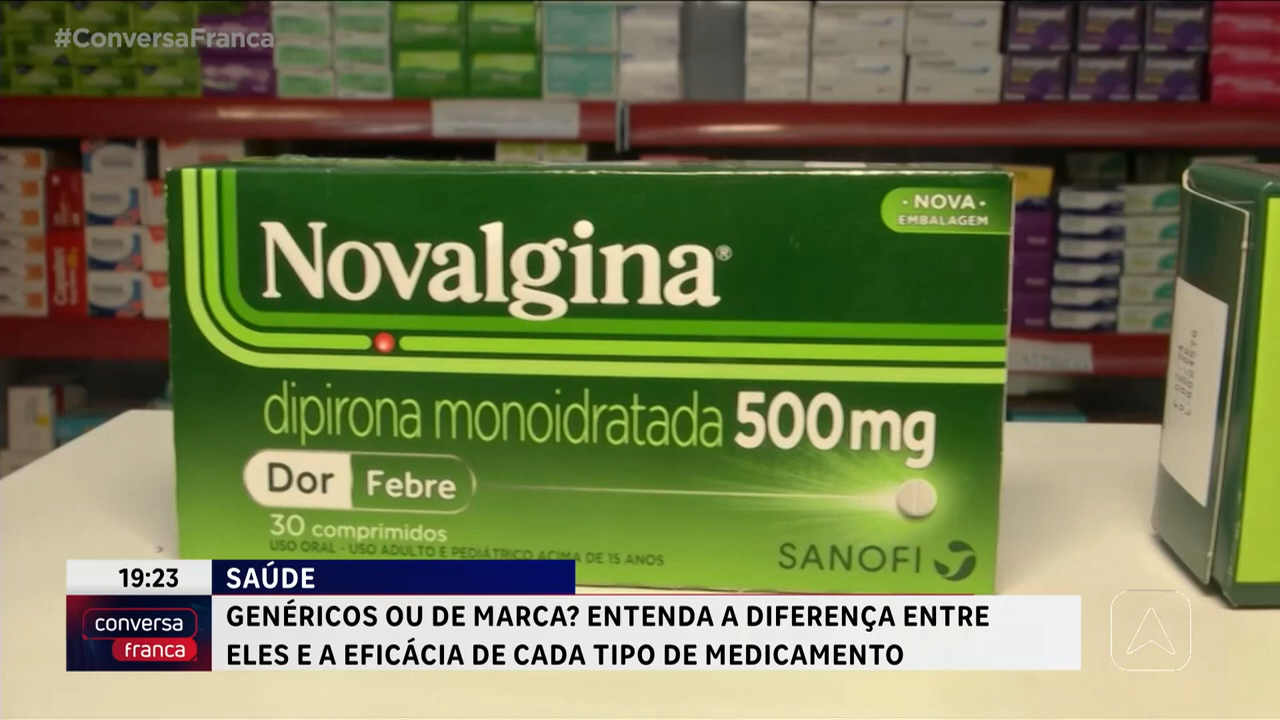 #ConversaFranca
· NOVA ·
EMBALAGEM
Novalgina®
dipirona monoidratada 500mg
Dor Febre
30 comprimidos
USO ORAL - USO ADULTO E PEDIÁTRICO ACIMA DE 15 ANOS
SANOFI
19:23 SAÚDE
conversa
franca
GENÉRICOS OU DE MARCA? ENTENDA A DIFERENÇA ENTRE
ELES E A EFICÁCIA DE CADA TIPO DE MEDICAMENTO